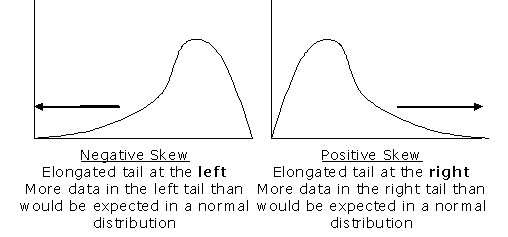 Negative Skew
Elongated tail at the left
More data in the left tail than
would be expected in a normal
distribution
Positive Skew
Elongated tail at the right
More data in the right tail than
would be expected in a normal
distribution